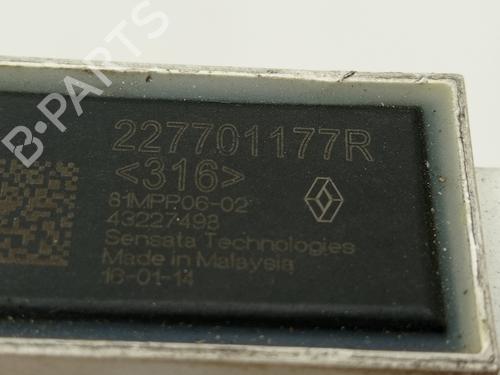 227701177R
<316>
81MPP06-02
43227498
Sensata Technologies
Made in Malaysia
16-01-14
B-PARTS